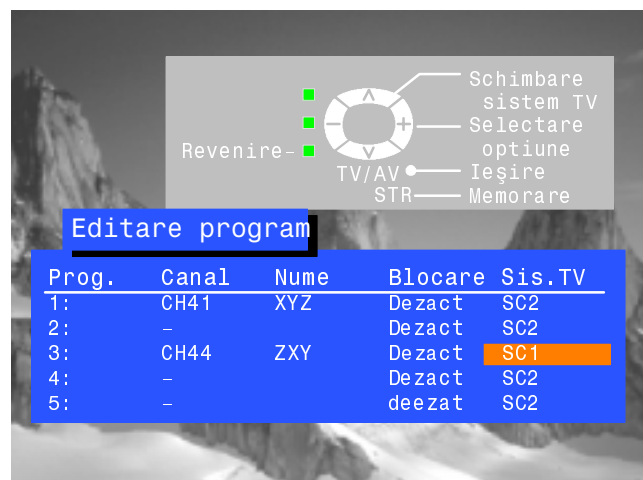 Schimbare
sistem TV
Selectare
Revenire-
optiune
TV/AV
Ieşire
STR
Memorare
Editare program
Prog. Canal Nume Blocare Sis.TV
1: CH41 XYZ Dezact SC2
2: – Dezact SC2
3: CH44 ZXY Dezact SC1
4: – Dezact SC2
5: – deezat SC2